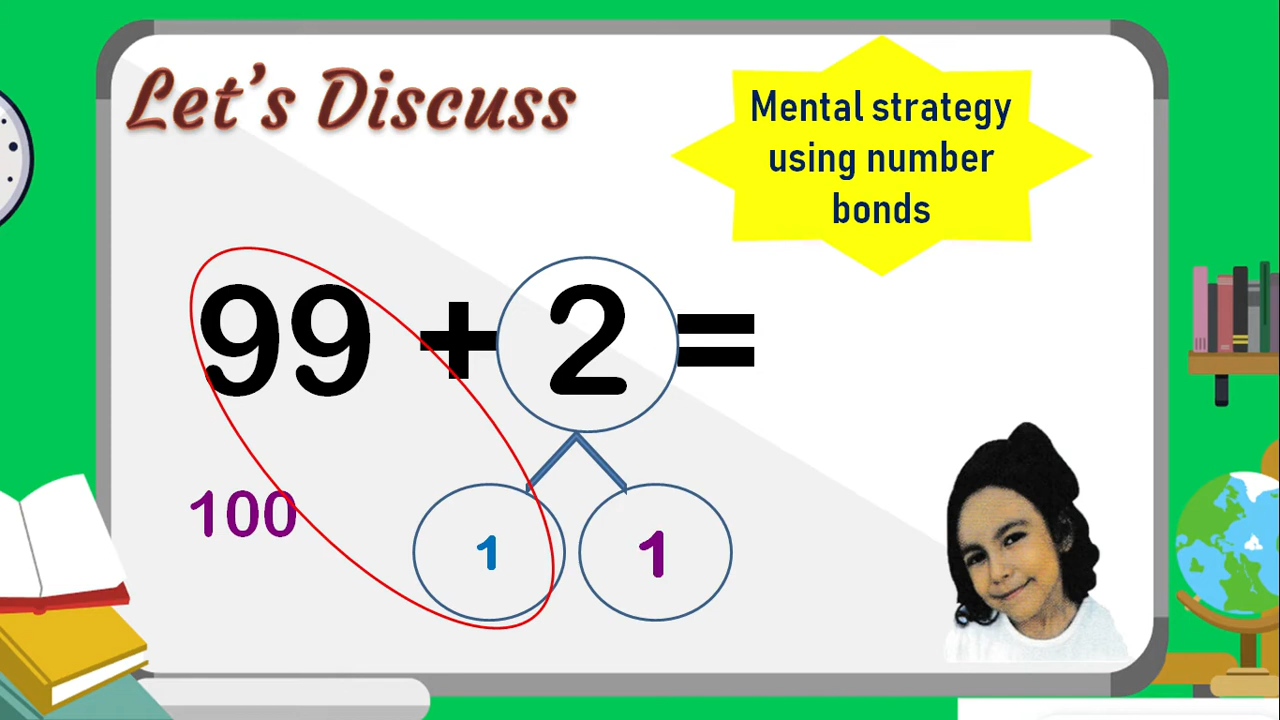 Let's Discuss
Mental strategy
using number
bonds
99 + 2 =
100
1 1